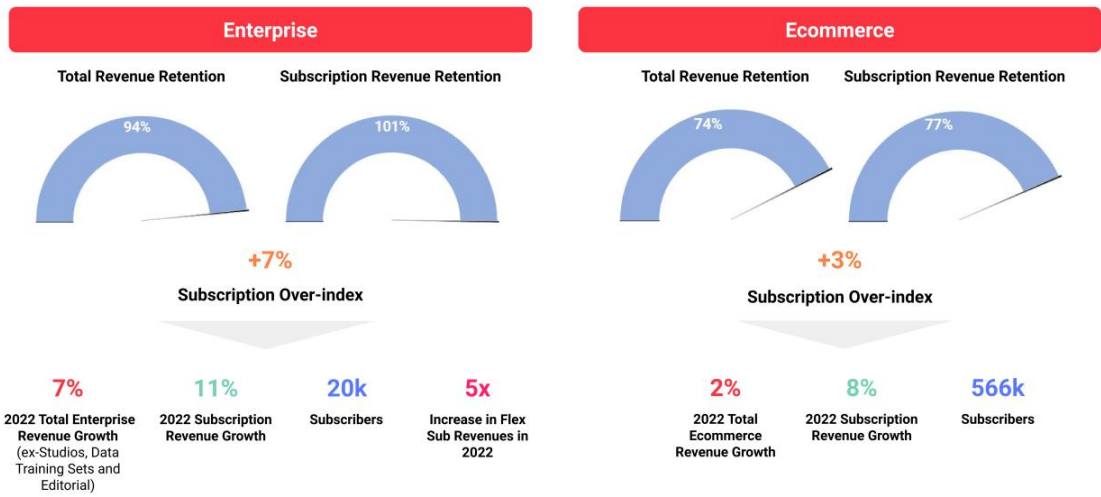 Enterprise
Total Revenue Retention
Subscription Revenue Retention
94%
101%
+7%
Subscription Over-index
7%
2022 Total Enterprise
Revenue Growth
(ex-Studios, Data
Training Sets and
Editorial)
11%
2022 Subscription
Revenue Growth
20k
Subscribers
5x
Increase in Flex
Sub Revenues in
2022
Ecommerce
Total Revenue Retention
Subscription Revenue Retention
74%
77%
+3%
Subscription Over-index
2%
2022 Total
Ecommerce
Revenue Growth
8%
2022 Subscription
Revenue Growth
566k
Subscribers